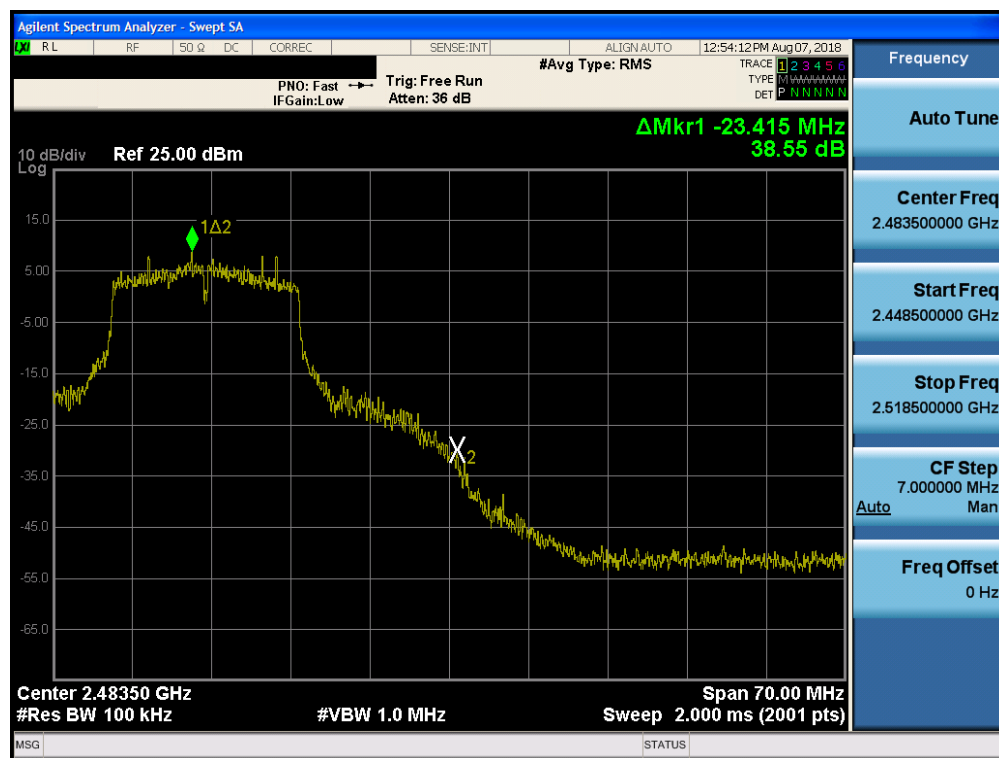 Agilent Spectrum Analyzer - Swept SA
LXI RL RF 50 Ω DC CORREC SENSE:INT ALIGN AUTO 12:54:12 PM Aug 07, 2018
#Avg Type: RMS
TRACE 1 2 3 4 5 6
PNO: Fast
Trig: Free Run
TYPE M WWWWW
IFGain:Low
Atten: 36 dB
DET P N N N N N
ΔMkr1 -23.415 MHz
38.55 dB
10 dB/div Ref 25.00 dBm
Log
15.0
1Δ2
5.00
-5.00
-15.0
-25.0
X2
-35.0
-45.0
-55.0
-65.0
Center 2.48350 GHz Span 70.00 MHz
#Res BW 100 kHz #VBW 1.0 MHz Sweep 2.000 ms (2001 pts)
MSG STATUS
Frequency
Auto Tune
Center Freq
2.483500000 GHz
Start Freq
2.448500000 GHz
Stop Freq
2.518500000 GHz
CF Step
7.000000 MHz
Auto Man
Freq Offset
0 Hz